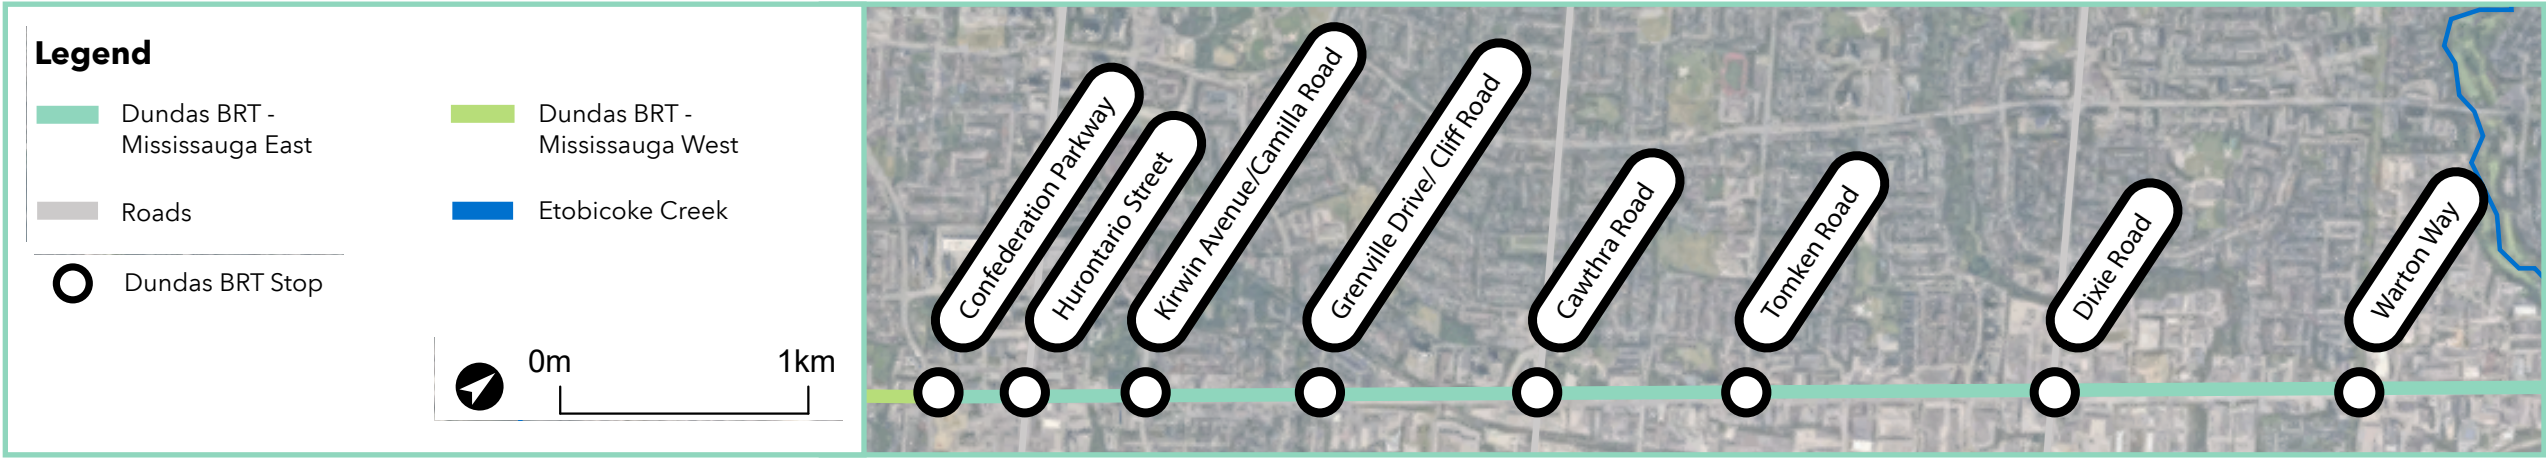 Legend
Dundas BRT -
Mississauga East
Dundas BRT -
Mississauga West
Roads
Etobicoke Creek
Dundas BRT Stop
0m
1km
Confederation Parkway
Hurontario Street
Kirwin Avenue/Camilla Road
Grenville Drive/ Cliff Road
Cawthra Road
Tomken Road
Dixie Road
Warton Way